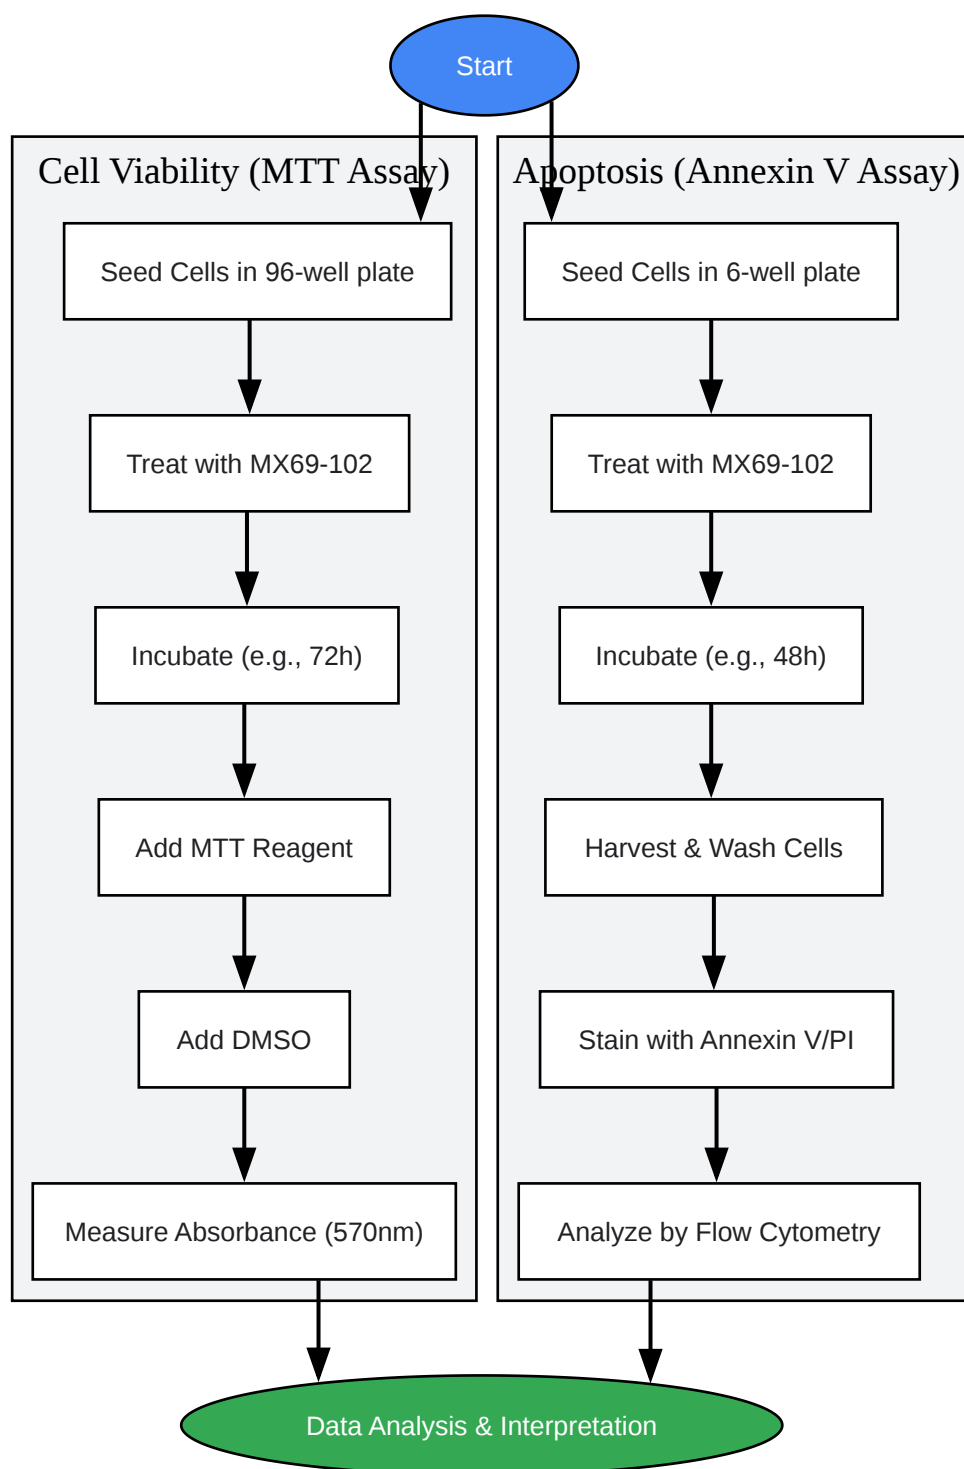 Start
Cell Viability (MTT Assay)
Seed Cells in 96-well plate
Treat with MX69-102
Incubate (e.g., 72h)
Add MTT Reagent
Add DMSO
Measure Absorbance (570nm)
Apoptosis (Annexin V Assay)
Seed Cells in 6-well plate
Treat with MX69-102
Incubate (e.g., 48h)
Harvest & Wash Cells
Stain with Annexin V/PI
Analyze by Flow Cytometry
Data Analysis & Interpretation